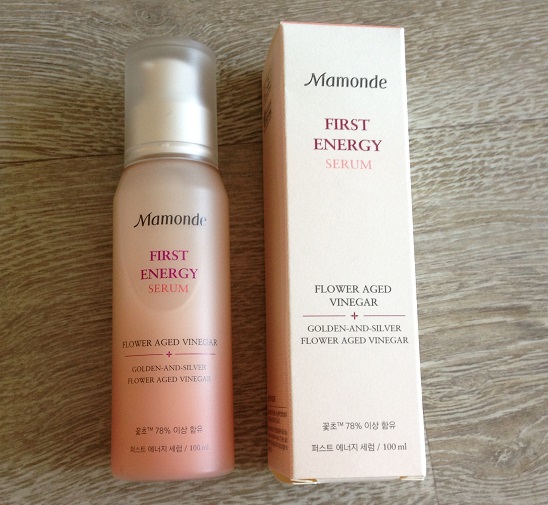 Mamonde
FIRST
ENERGY
SERUM
FLOWER AGED VINEGAR
GOLDEN-AND-SILVER
FLOWER AGED VINEGAR
꽃초™ 78% 이상 함유
퍼스트 에너지 세럼 / 100 ml
Mamonde
FIRST
ENERGY
SERUM
FLOWER AGED
VINEGAR
GOLDEN-AND-SILVER
FLOWER AGED VINEGAR
꽃초™ 78% 이상 함유
퍼스트 에너지 세럼 / 100 ml